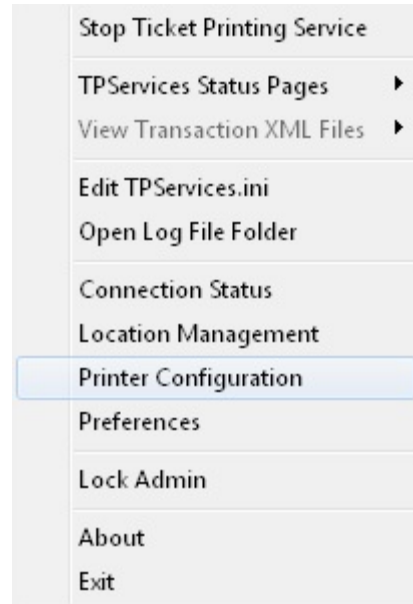 Stop Ticket Printing Service
TPServices Status Pages
View Transaction XML Files
Edit TPServices.ini
Open Log File Folder
Connection Status
Location Management
Printer Configuration
Preferences
Lock Admin
About
Exit